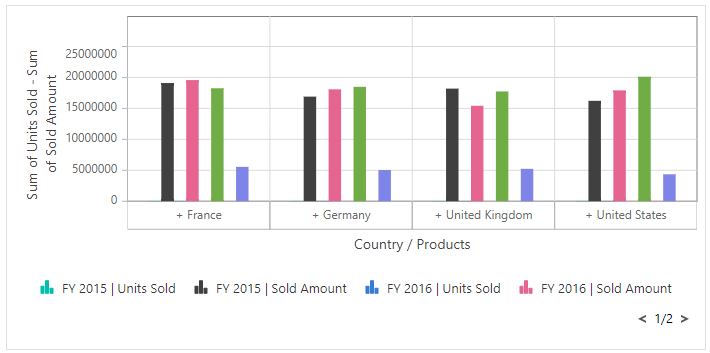 Sum of Units Sold - Sum
of Sold Amount
25000000
20000000
15000000
10000000
5000000
0
+ France + Germany + United Kingdom + United States
Country / Products
FY 2015 | Units Sold FY 2015 | Sold Amount FY 2016 | Units Sold FY 2016 | Sold Amount
< 1/2 >